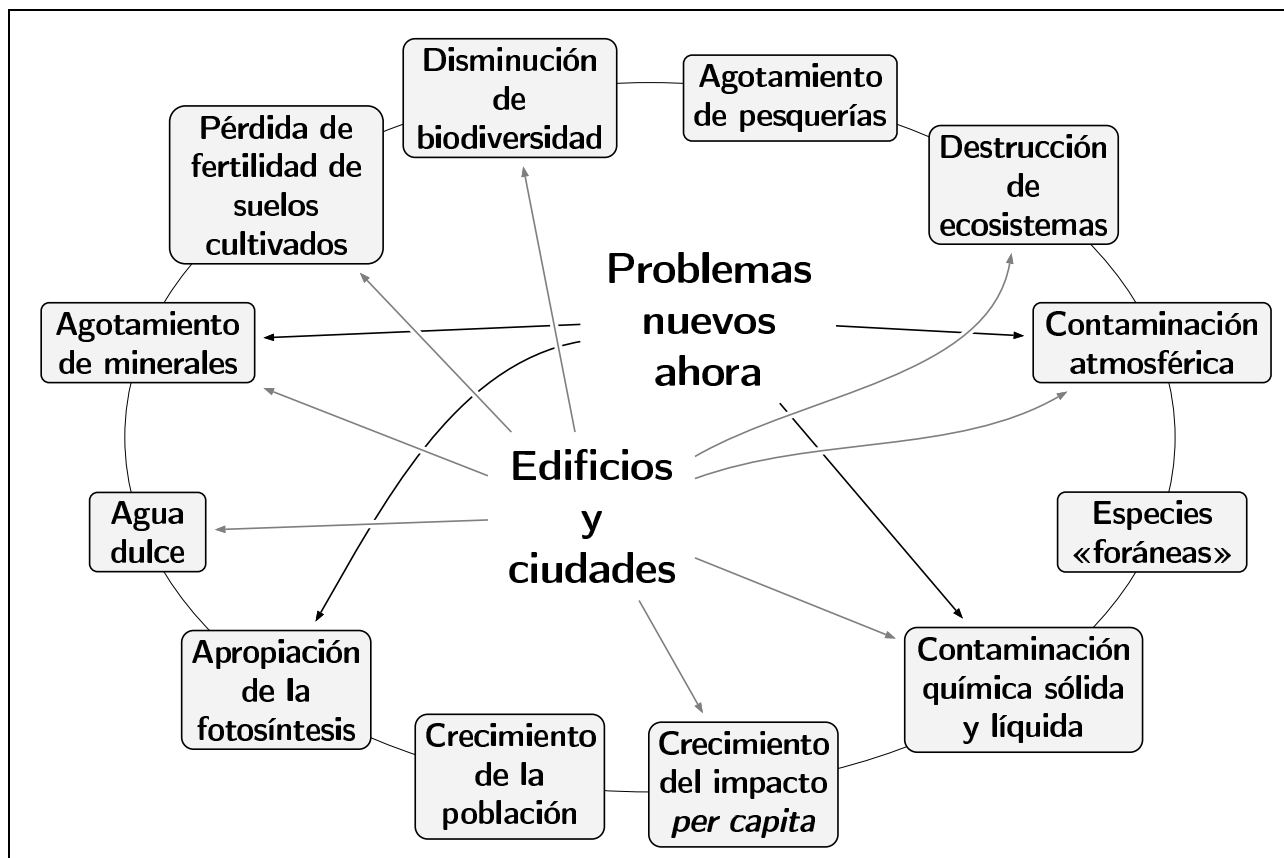 Disminución
de
biodiversidad
Agotamiento
de pesquerías
Pérdida de
fertilidad de
suelos
cultivados
Destrucción
de
ecosistemas
Problemas
nuevos
ahora
Agotamiento
de minerales
Contaminación
atmosférica
Edificios
y
ciudades
Agua
dulce
Especies
«foráneas»
Apropiación
de la
fotosíntesis
Contaminación
química sólida
y líquida
Crecimiento
de la
población
Crecimiento
del impacto
per capita